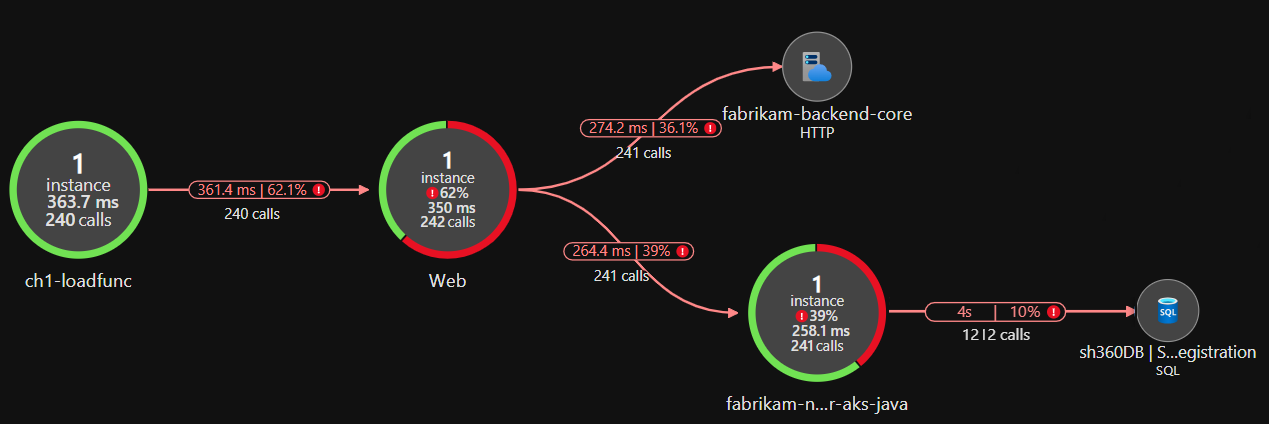 1
instance
363.7 ms
240 calls
ch1-loadfunc
361.4 ms | 62.1%
240 calls
1
instance
62%
350 ms
242 calls
Web
274.2 ms | 36.1%
241 calls
fabrikam-backend-core
HTTP
264.4 ms | 39%
241 calls
1
instance
39%
258.1 ms
241 calls
fabrikam-n...r-aks-java
4s | 10%
1212 calls
SQL
sh360DB | S...egistration
SQL